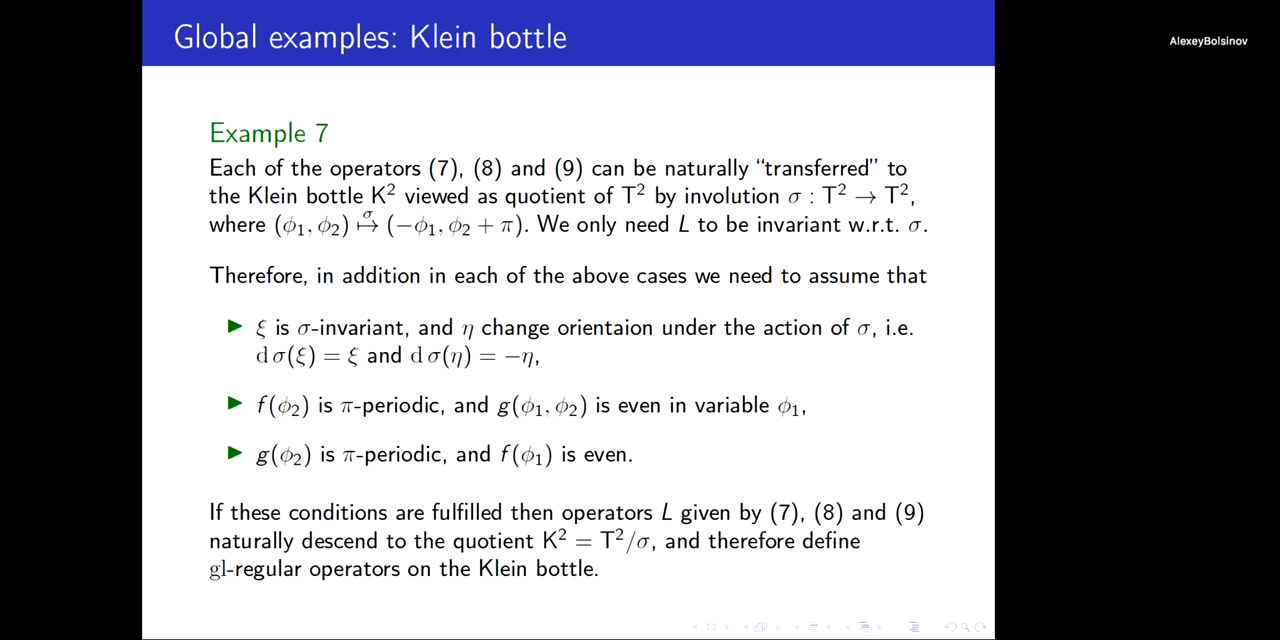 Global examples: Klein bottle
AlexeyBolsinov
Example 7
Each of the operators (7), (8) and (9) can be naturally “transferred” to
the Klein bottle K² viewed as quotient of T² by involution σ : T² → T²,
where (ϕ₁, ϕ₂) ↦^σ (−ϕ₁, ϕ₂ + π). We only need L to be invariant w.r.t. σ.
Therefore, in addition in each of the above cases we need to assume that
▶ ξ is σ-invariant, and η change orientaion under the action of σ, i.e.
d σ(ξ) = ξ and d σ(η) = −η,
▶ f(ϕ₂) is π-periodic, and g(ϕ₁, ϕ₂) is even in variable ϕ₁,
▶ g(ϕ₂) is π-periodic, and f(ϕ₁) is even.
If these conditions are fulfilled then operators L given by (7), (8) and (9)
naturally descend to the quotient K² = T²/σ, and therefore define
gl-regular operators on the Klein bottle.